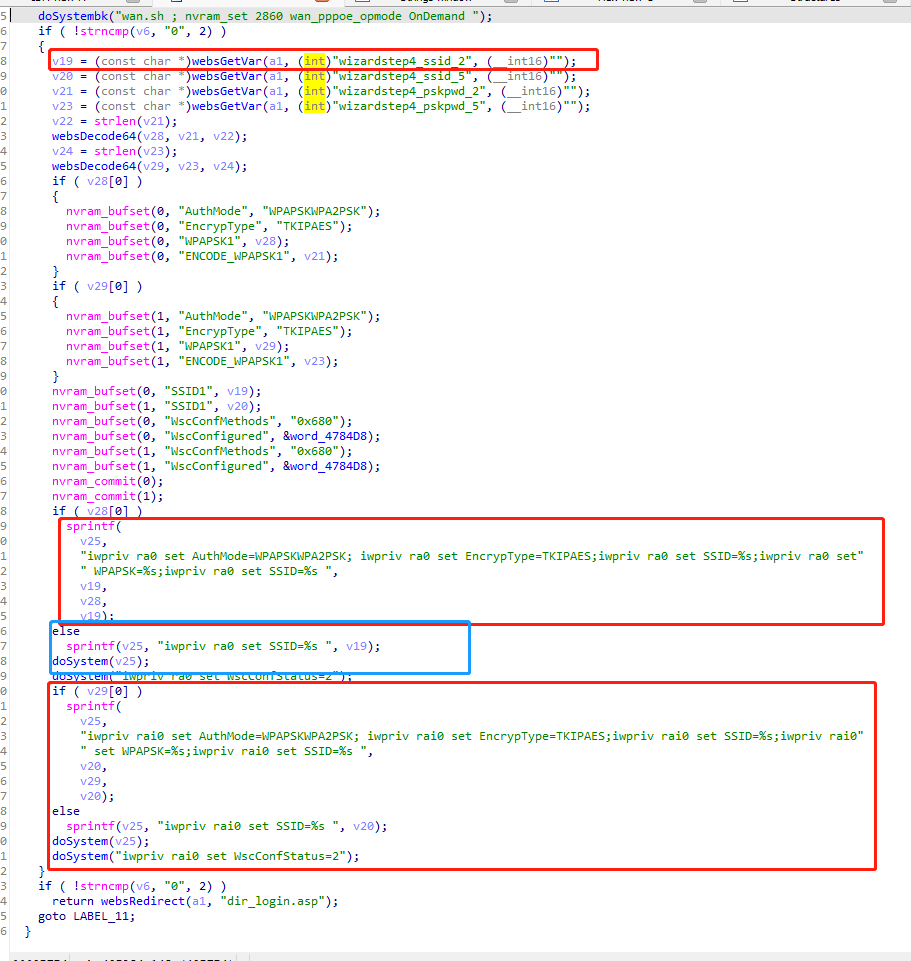 5 doSystembk("wan.sh ; nvram_set 2860 wan_pppoe_opmode OnDemand ");
6 if ( !strncmp(v6, "0", 2) )
7 {
8 v19 = (const char *)websGetVar(a1, (int)"wizardstep4_ssid_2", (__int16)"");
9 v20 = (const char *)websGetVar(a1, (int)"wizardstep4_ssid_5", (__int16)"");
0 v21 = (const char *)websGetVar(a1, (int)"wizardstep4_pskpwd_2", (__int16)"");
1 v23 = (const char *)websGetVar(a1, (int)"wizardstep4_pskpwd_5", (__int16)"");
2 v22 = strlen(v21);
3 websDecode64(v28, v21, v22);
4 v24 = strlen(v23);
5 websDecode64(v29, v23, v24);
6 if ( v28[0] )
7 {
8 nvram_bufset(0, "AuthMode", "WPAPSKWPA2PSK");
9 nvram_bufset(0, "EncrypType", "TKIPAES");
0 nvram_bufset(0, "WPAPSK1", v28);
1 nvram_bufset(0, "ENCODE_WPAPSK1", v21);
2 }
3 if ( v29[0] )
4 {
5 nvram_bufset(1, "AuthMode", "WPAPSKWPA2PSK");
6 nvram_bufset(1, "EncrypType", "TKIPAES");
7 nvram_bufset(1, "WPAPSK1", v29);
8 nvram_bufset(1, "ENCODE_WPAPSK1", v23);
9 }
0 nvram_bufset(0, "SSID1", v19);
1 nvram_bufset(1, "SSID1", v20);
2 nvram_bufset(0, "WscConfMethods", "0x680");
3 nvram_bufset(0, "WscConfigured", &word_4784D8);
4 nvram_bufset(1, "WscConfMethods", "0x680");
5 nvram_bufset(1, "WscConfigured", &word_4784D8);
6 nvram_commit(0);
7 nvram_commit(1);
8 if ( v28[0] )
9 sprintf(
0 v25,
1 "iwpriv ra0 set AuthMode=WPAPSKWPA2PSK; iwpriv ra0 set EncrypType=TKIPAES;iwpriv ra0 set SSID=%s;iwpriv ra0 set"
2 " WPAPSK=%s;iwpriv ra0 set SSID=%s ",
3 v19,
4 v28,
5 v19);
6 else
7 sprintf(v25, "iwpriv ra0 set SSID=%s ", v19);
8 doSystem(v25);
9 doSystem("iwpriv ra0 set WscConfStatus=2");
0 if ( v29[0] )
1 sprintf(
2 v25,
3 "iwpriv rai0 set AuthMode=WPAPSKWPA2PSK; iwpriv rai0 set EncrypType=TKIPAES;iwpriv rai0 set SSID=%s;iwpriv rai0"
4 " set WPAPSK=%s;iwpriv rai0 set SSID=%s ",
5 v20,
6 v29,
7 v20);
8 else
9 sprintf(v25, "iwpriv rai0 set SSID=%s ", v20);
0 doSystem(v25);
1 doSystem("iwpriv rai0 set WscConfStatus=2");
2 }
3 if ( !strncmp(v6, "0", 2) )
4 return websRedirect(a1, "dir_login.asp");
5 goto LABEL_11;
6 }